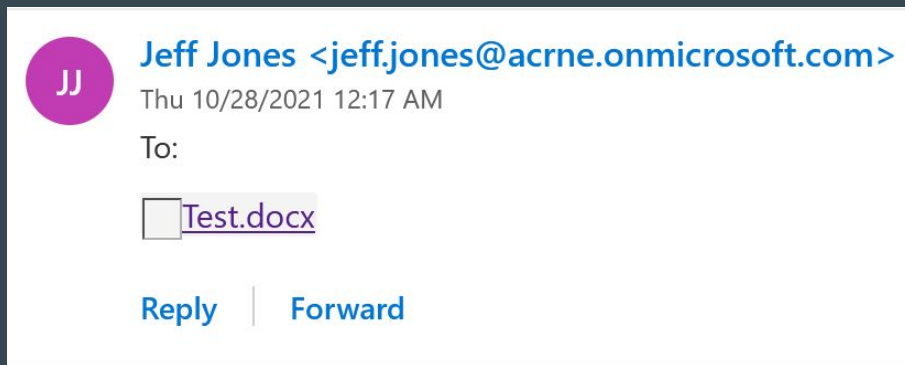 JJ
Jeff Jones <jeff.jones@acrne.onmicrosoft.com>
Thu 10/28/2021 12:17 AM
To:
Test.docx
Reply | Forward